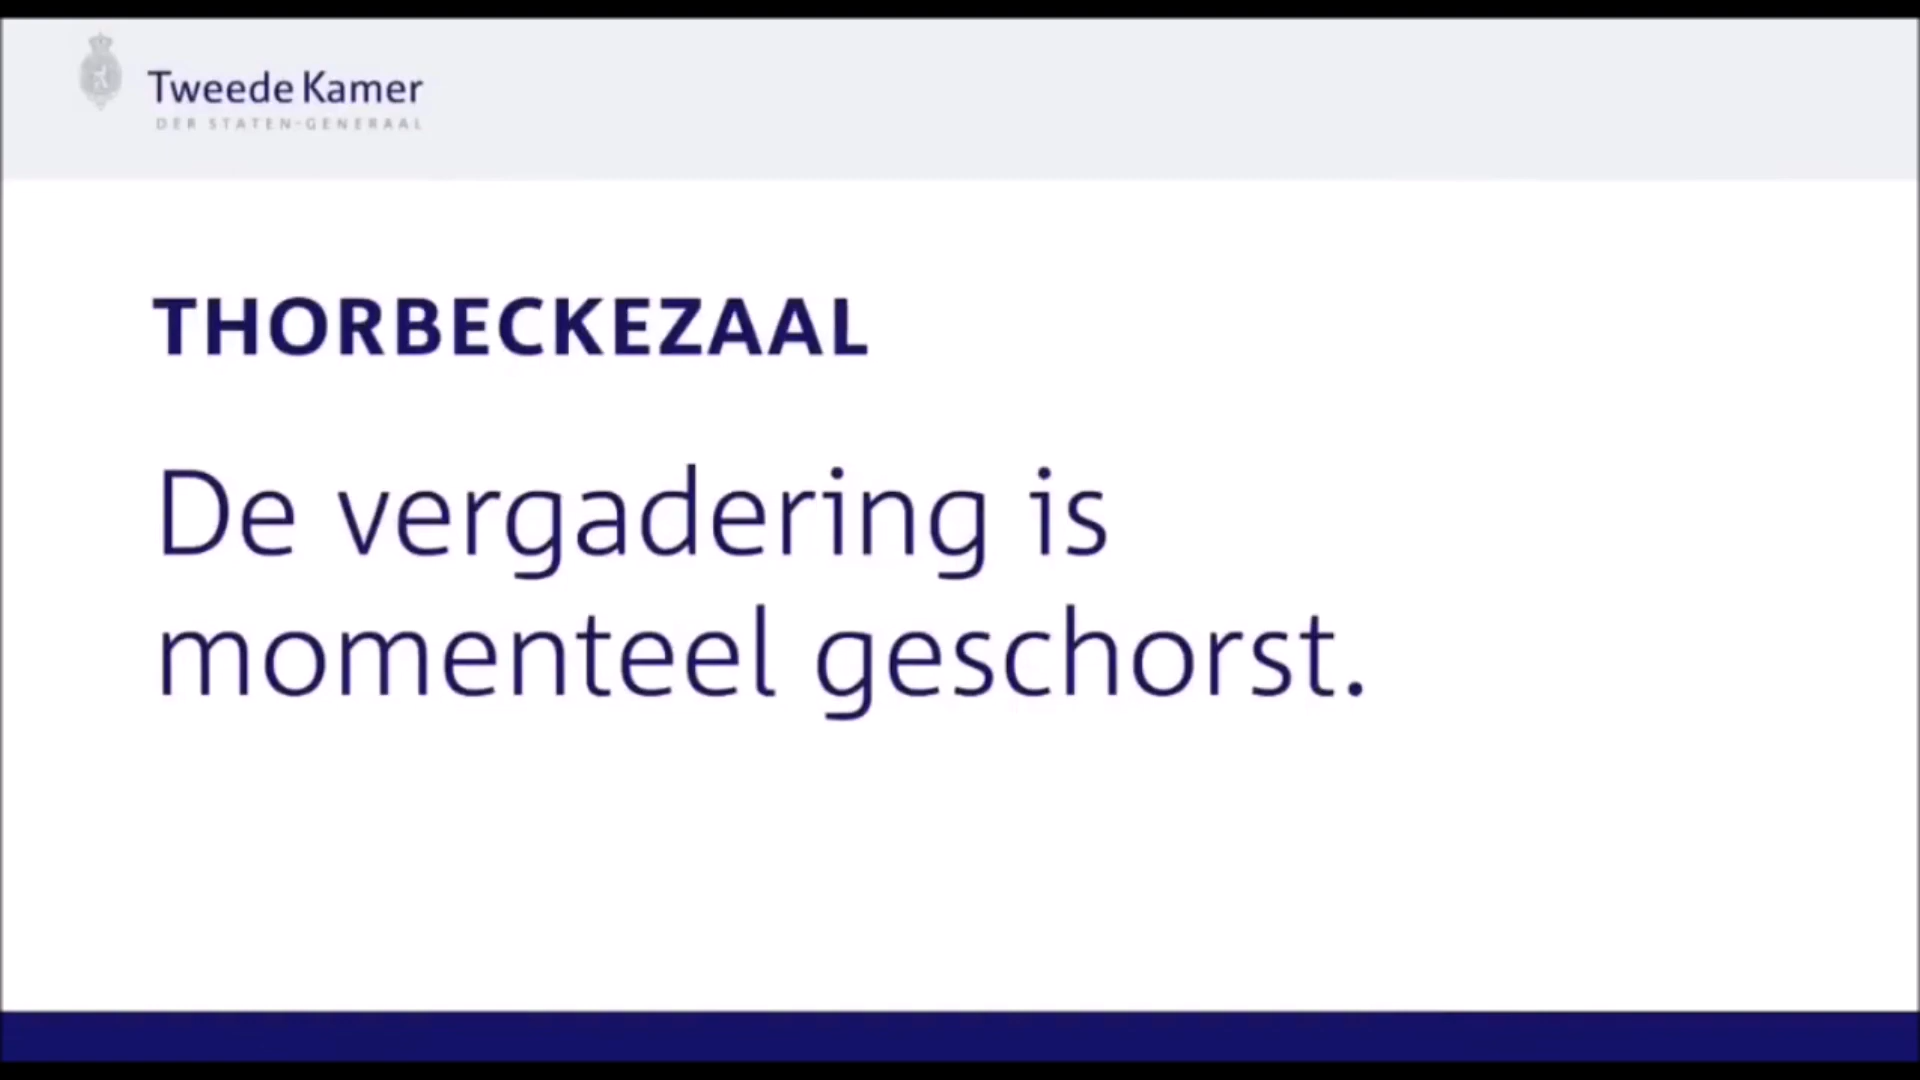 Tweede Kamer
DER STATEN-GENERAAL
THORBECKEZAAL
De vergadering is
momenteel geschorst.